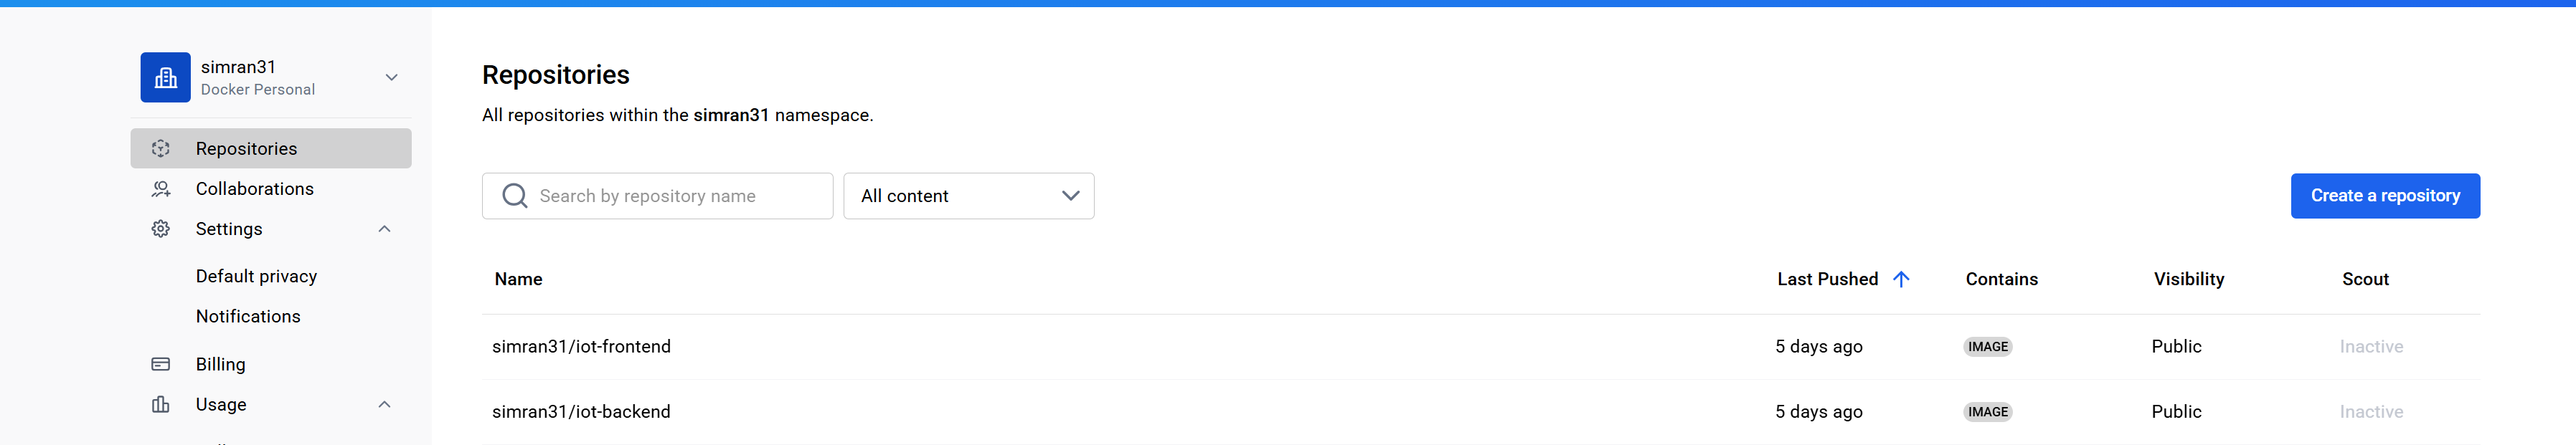 simran31
Docker Personal
Repositories
Collaborations
Settings
Default privacy
Notifications
Billing
Usage
Repositories
All repositories within the simran31 namespace.
Search by repository name
All content
Create a repository
Name Last Pushed Contains Visibility Scout
simran31/iot-frontend 5 days ago IMAGE Public Inactive
simran31/iot-backend 5 days ago IMAGE Public Inactive